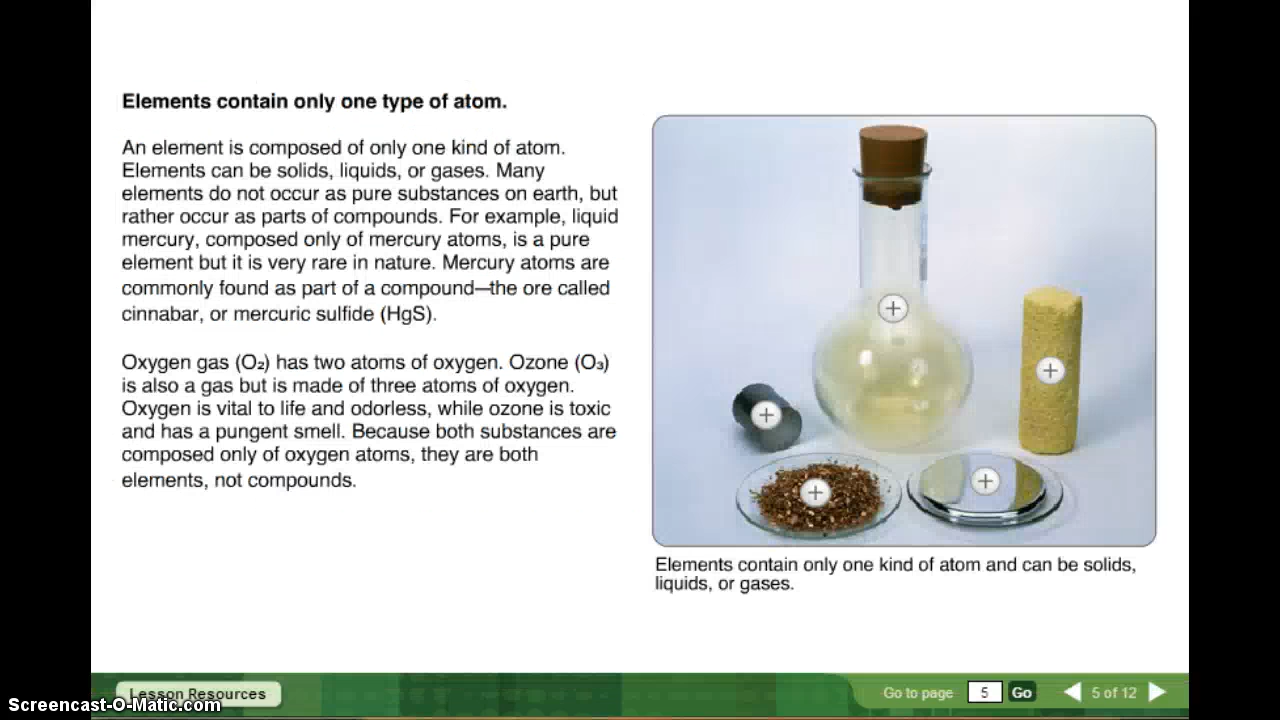 Elements contain only one type of atom.
An element is composed of only one kind of atom.
Elements can be solids, liquids, or gases. Many
elements do not occur as pure substances on earth, but
rather occur as parts of compounds. For example, liquid
mercury, composed only of mercury atoms, is a pure
element but it is very rare in nature. Mercury atoms are
commonly found as part of a compound—the ore called
cinnabar, or mercuric sulfide (HgS).
Oxygen gas (O₂) has two atoms of oxygen. Ozone (O₃)
is also a gas but is made of three atoms of oxygen.
Oxygen is vital to life and odorless, while ozone is toxic
and has a pungent smell. Because both substances are
composed only of oxygen atoms, they are both
elements, not compounds.
Elements contain only one kind of atom and can be solids,
liquids, or gases.
Lesson Resources
Go to page 5 Go 5 of 12
Screencast-O-Matic.com